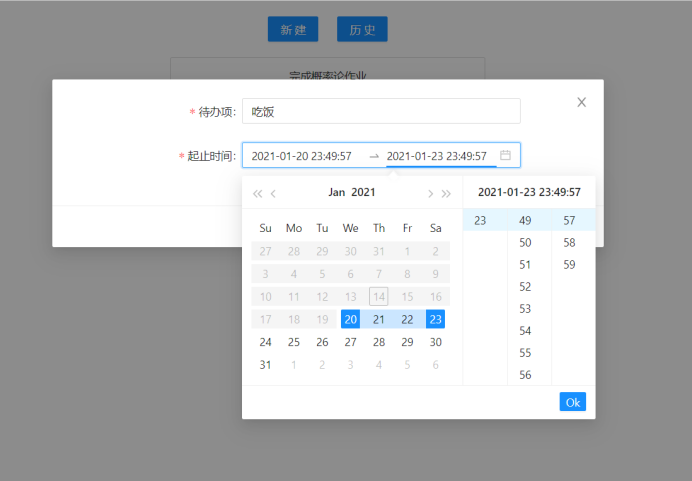 新 建 历 史
完成概率论作业
* 待办项: 吃饭
* 起止时间: 2021-01-20 23:49:57 2021-01-23 23:49:57
Jan 2021 2021-01-23 23:49:57
Su Mo Tu We Th Fr Sa
27 28 29 30 31 1 2
3 4 5 6 7 8 9
10 11 12 13 14 15 16
17 18 19 20 21 22 23
24 25 26 27 28 29 30
31 1 2 3 4 5 6
23 49 57
50 58
51 59
52
53
54
55
56
Ok